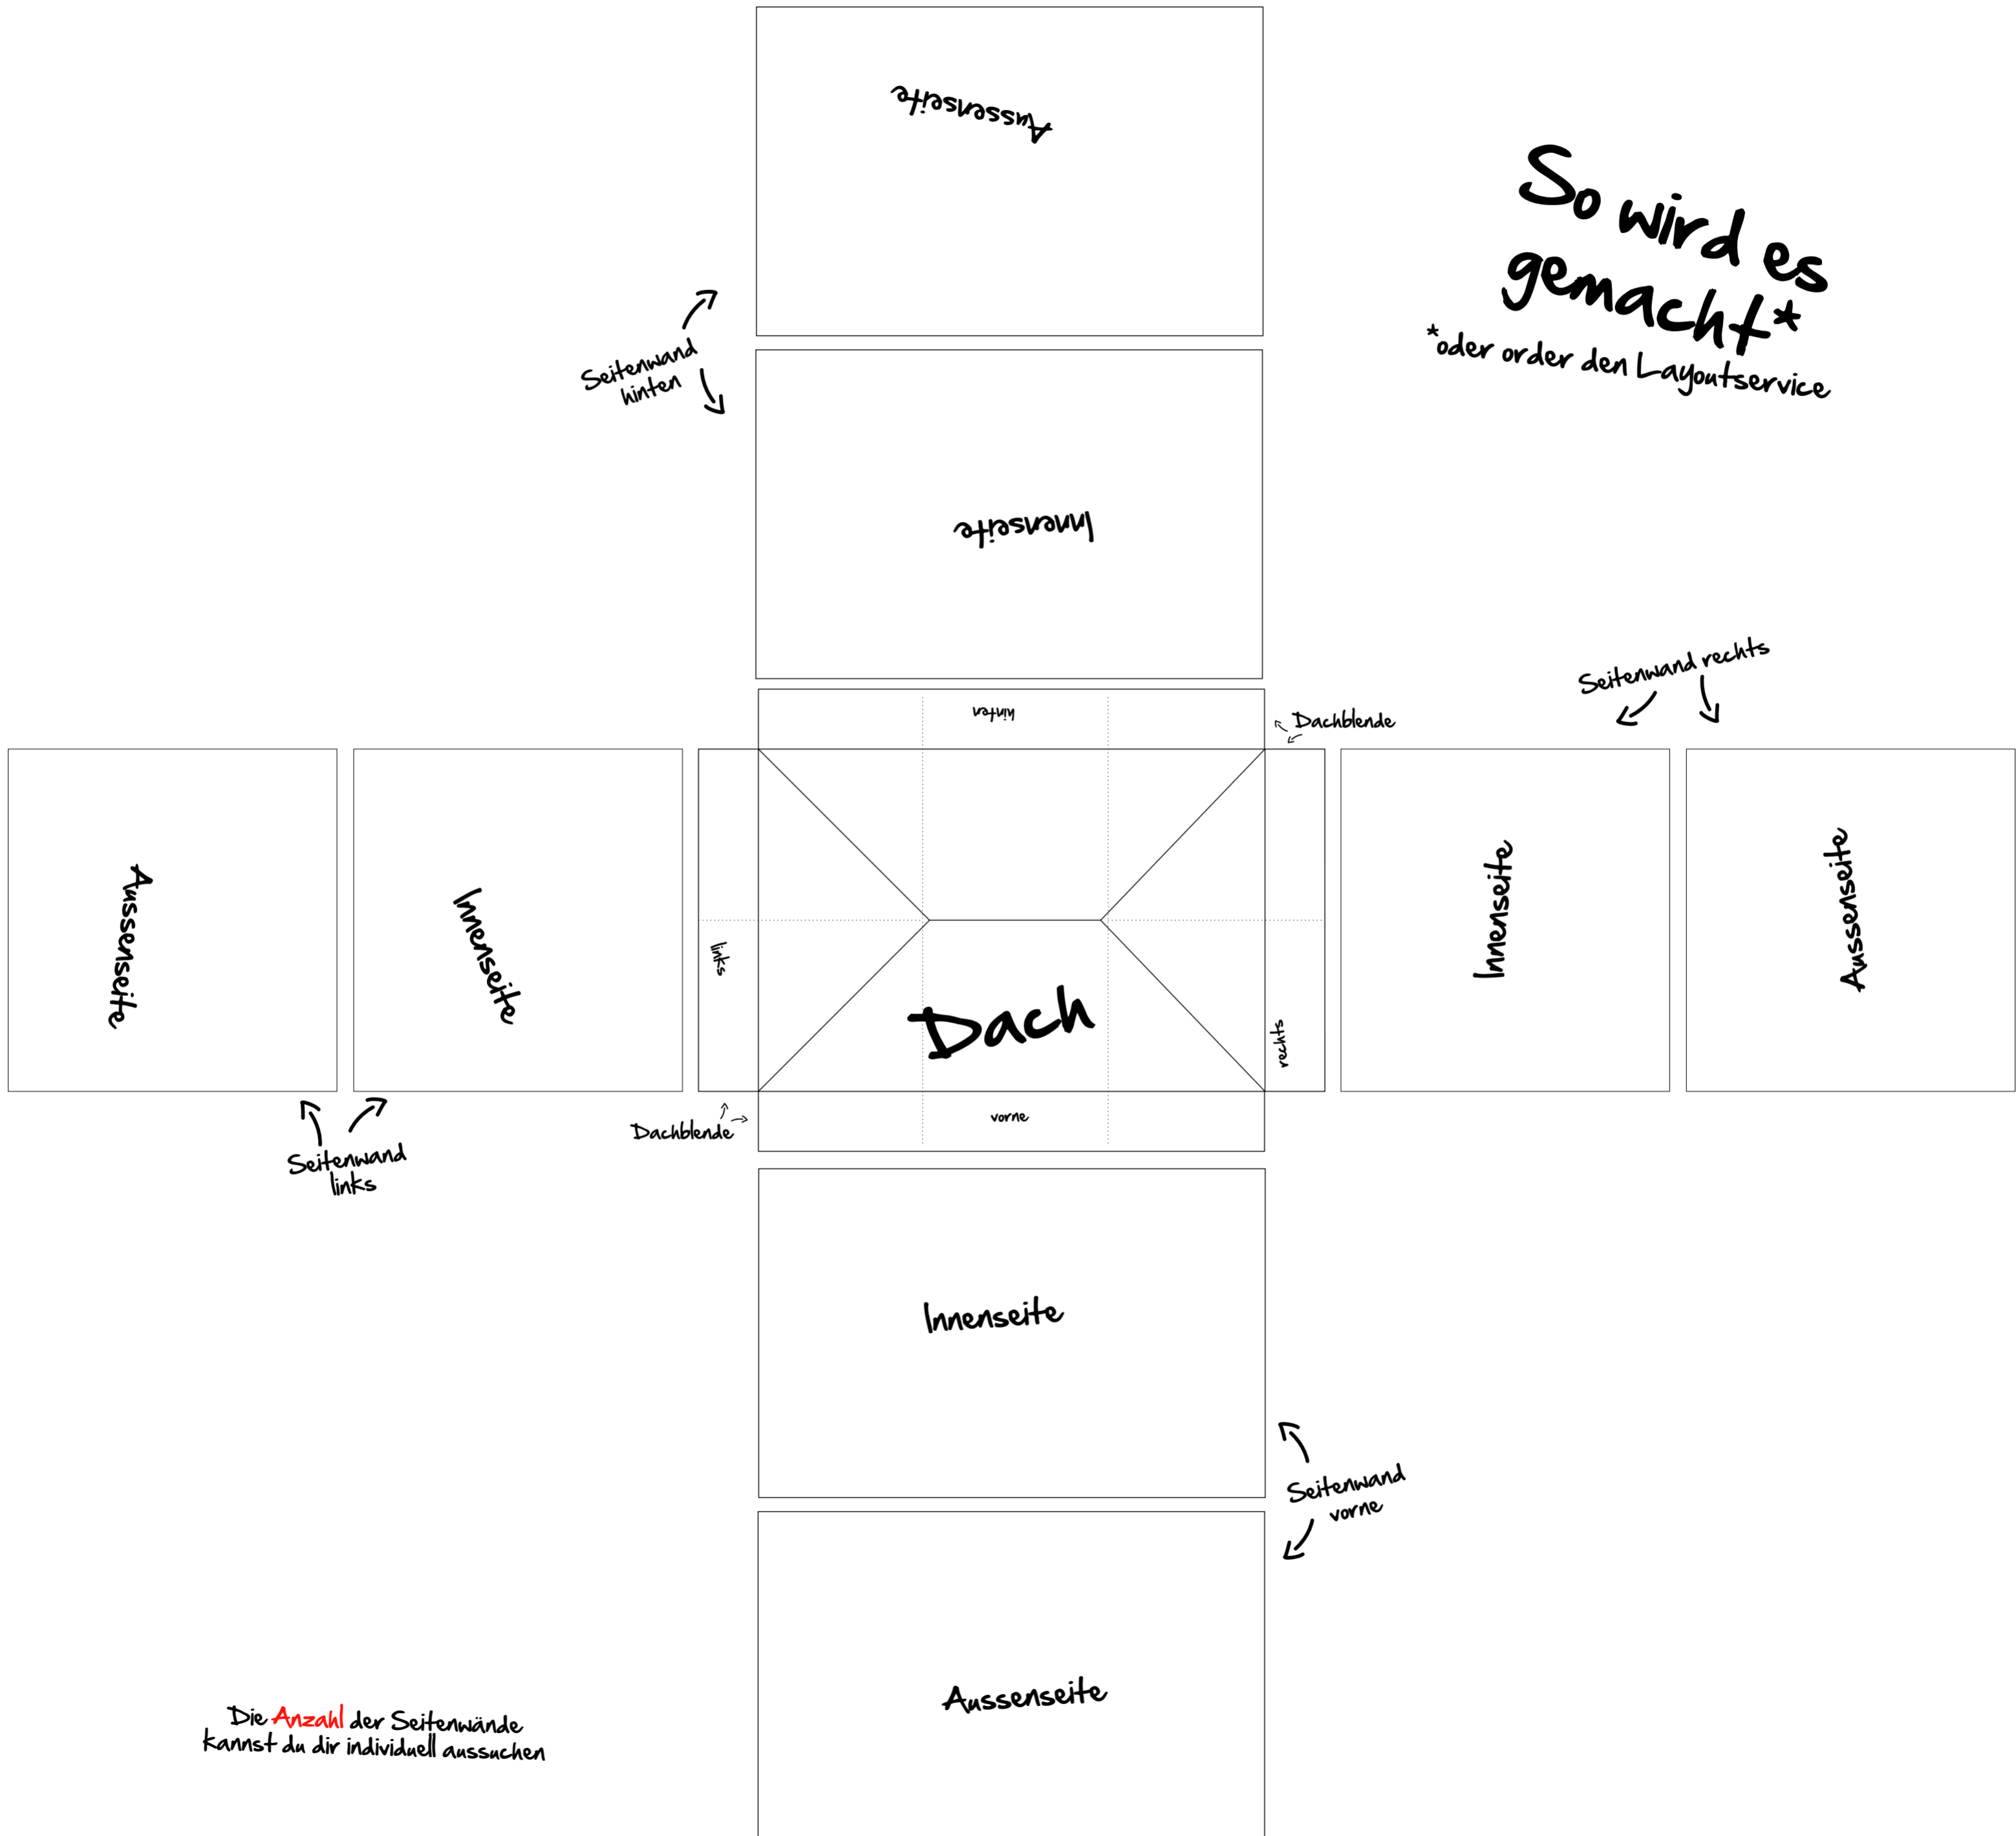 Aussenseite
So wird es
gemacht*
*oder order den Layoutservice
Seitenwand
hinten
Innenseite
Seitenwand rechts
hinten
Dachblende
Aussenseite
Innenseite
links
Dach
rechts
Innenseite
Aussenseite
Dachblende
vorne
Seitenwand
links
Innenseite
Seitenwand
vorne
Aussenseite
Die Anzahl der Seitenwände
kannst du dir individuell aussuchen